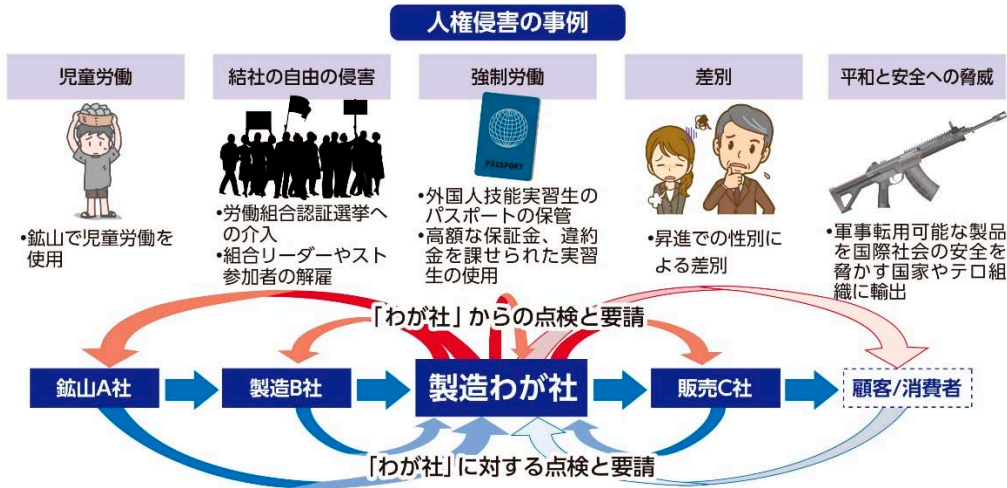 人権侵害の事例
児童労働
結社の自由の侵害
強制労働
差別
平和と安全への脅威
PASSPORT
•鉱山で児童労働を
使用
•労働組合認証選挙へ
の介入
•組合リーダーやスト
参加者の解雇
•外国人技能実習生の
パスポートの保管
•高額な保証金、違約
金を課せられた実習
生の使用
•昇進での性別に
よる差別
•軍事転用可能な製品
を国際社会の安全を
脅かす国家やテロ組
織に輸出
「わが社」からの点検と要請
鉱山A社
製造B社
製造わが社
販売C社
顧客/消費者
「わが社」に対する点検と要請